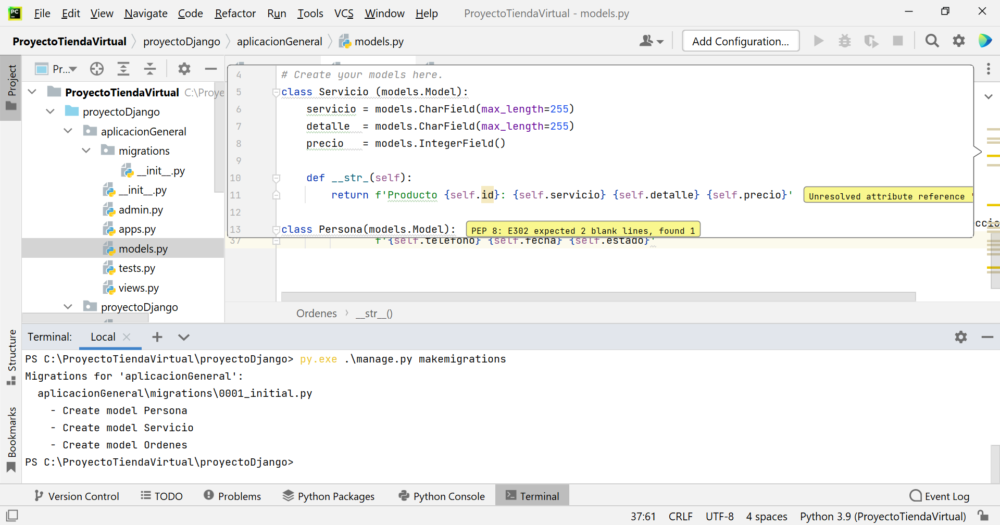 File Edit View Navigate Code Refactor Run Tools VCS Window Help ProyectoTiendaVirtual - models.py
ProyectoTiendaVirtual proyectoDjango aplicacionGeneral models.py Add Configuration...
Project
Pr...
ProyectoTiendaVirtual C:\Proye
proyectoDjango
aplicacionGeneral
migrations
__init__.py
__init__.py
admin.py
apps.py
models.py
tests.py
views.py
proyectoDjango
4 # Create your models here.
5 class Servicio (models.Model):
6 servicio = models.CharField(max_length=255)
7 detalle = models.CharField(max_length=255)
8 precio = models.IntegerField()
9
10 def __str_(self):
11 return f'Producto {self.id}: {self.servicio} {self.detalle} {self.precio}' Unresolved attribute reference '
12
13 class Persona(models.Model): PEP 8: E302 expected 2 blank lines, found 1
ccio
37 f'{self.telefono} {self.fecha} {self.estado}'
Ordenes __str__()
Structure
Bookmarks
Terminal: Local
PS C:\ProyectoTiendaVirtual\proyectoDjango> py.exe .\manage.py makemigrations
Migrations for 'aplicacionGeneral':
aplicacionGeneral\migrations\0001_initial.py
- Create model Persona
- Create model Servicio
- Create model Ordenes
PS C:\ProyectoTiendaVirtual\proyectoDjango>
Version Control TODO Problems Python Packages Python Console Terminal Event Log
37:61 CRLF UTF-8 4 spaces Python 3.9 (ProyectoTiendaVirtual)